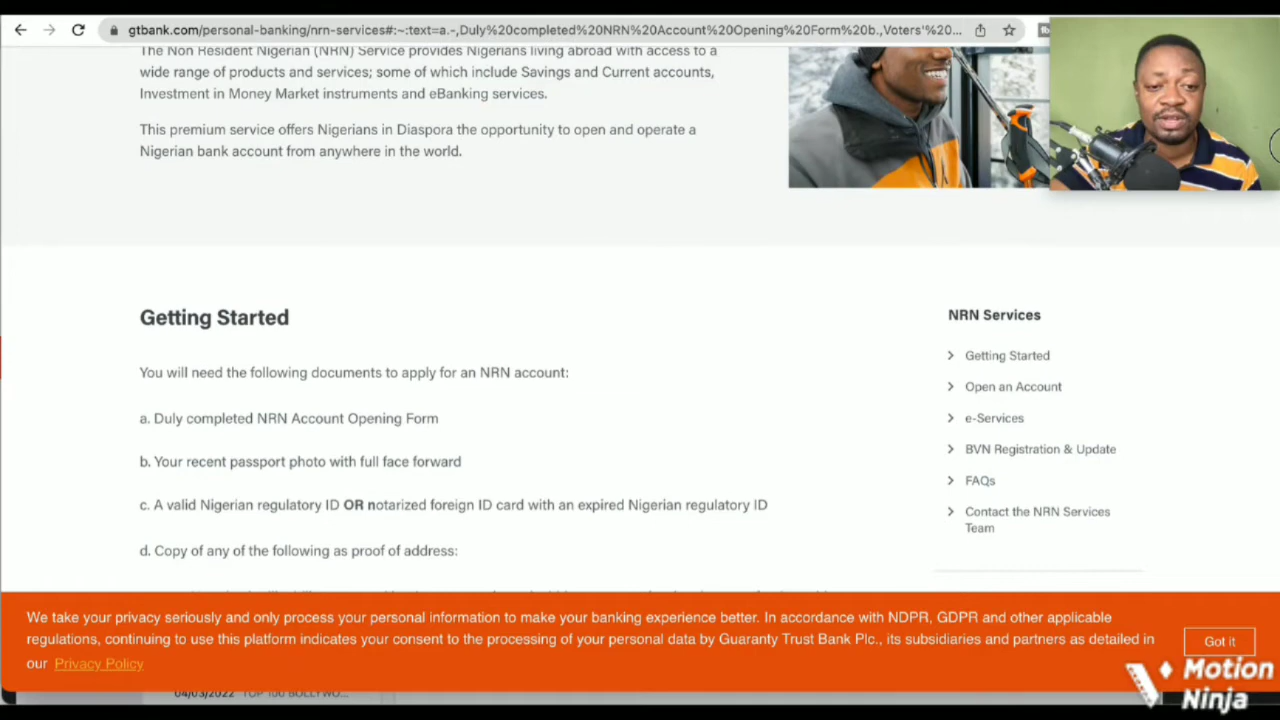 gtbank.com/personal-banking/nrn-services#:~:text=a.-,Duly%20completed%20NRN%20Account%20Opening%20Form%20b.,Voters'%20...
The Non Resident Nigerian (NRN) Service provides Nigerians living abroad with access to a
wide range of products and services; some of which include Savings and Current accounts,
Investment in Money Market instruments and eBanking services.
This premium service offers Nigerians in Diaspora the opportunity to open and operate a
Nigerian bank account from anywhere in the world.
Getting Started
You will need the following documents to apply for an NRN account:
a. Duly completed NRN Account Opening Form
b. Your recent passport photo with full face forward
c. A valid Nigerian regulatory ID OR notarized foreign ID card with an expired Nigerian regulatory ID
d. Copy of any of the following as proof of address:
NRN Services
Getting Started
Open an Account
e-Services
BVN Registration & Update
FAQs
Contact the NRN Services
Team
We take your privacy seriously and only process your personal information to make your banking experience better. In accordance with NDPR, GDPR and other applicable
regulations, continuing to use this platform indicates your consent to the processing of your personal data by Guaranty Trust Bank Plc., its subsidiaries and partners as detailed in
our Privacy Policy
Got it
04/03/2022 TOP 100 BOLLYWO...
Motion
Ninja